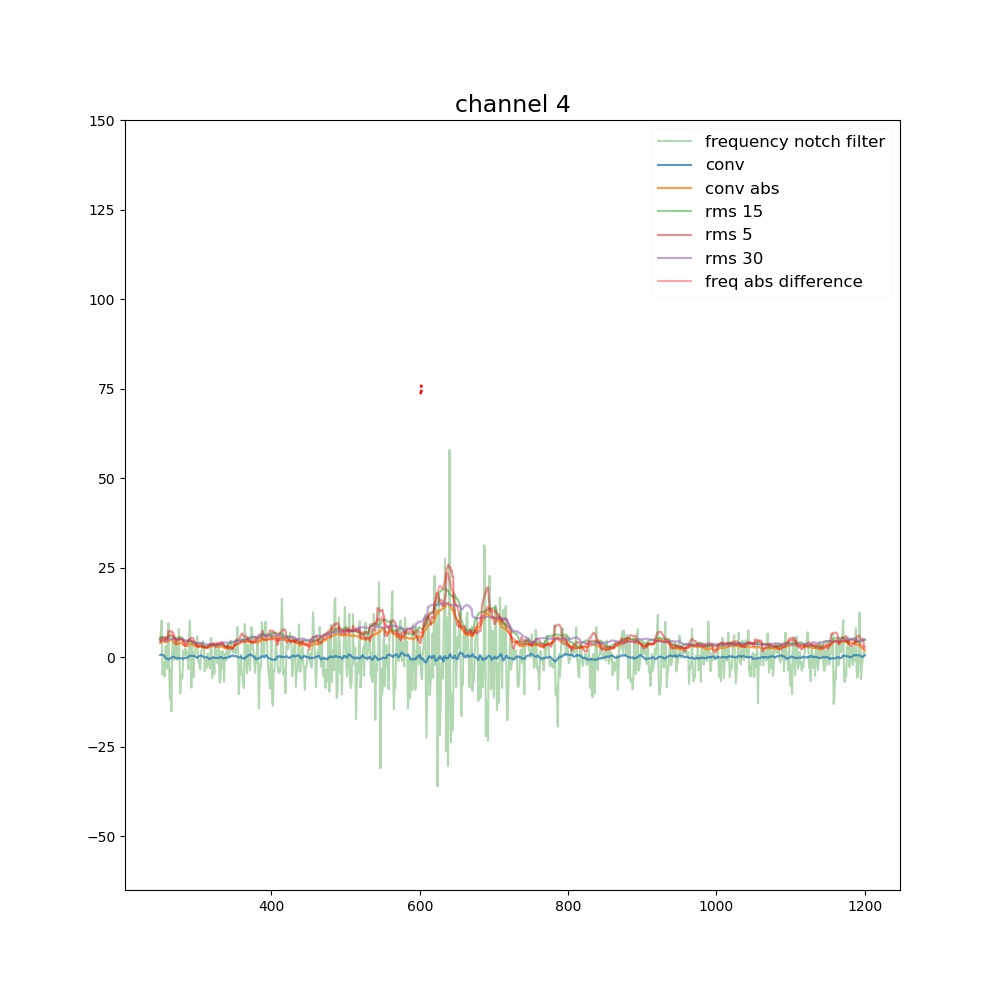 channel 4
150
125
100
75
50
25
0
−25
−50
400 600 800 1000 1200
frequency notch filter
conv
conv abs
rms 15
rms 5
rms 30
freq abs difference
;